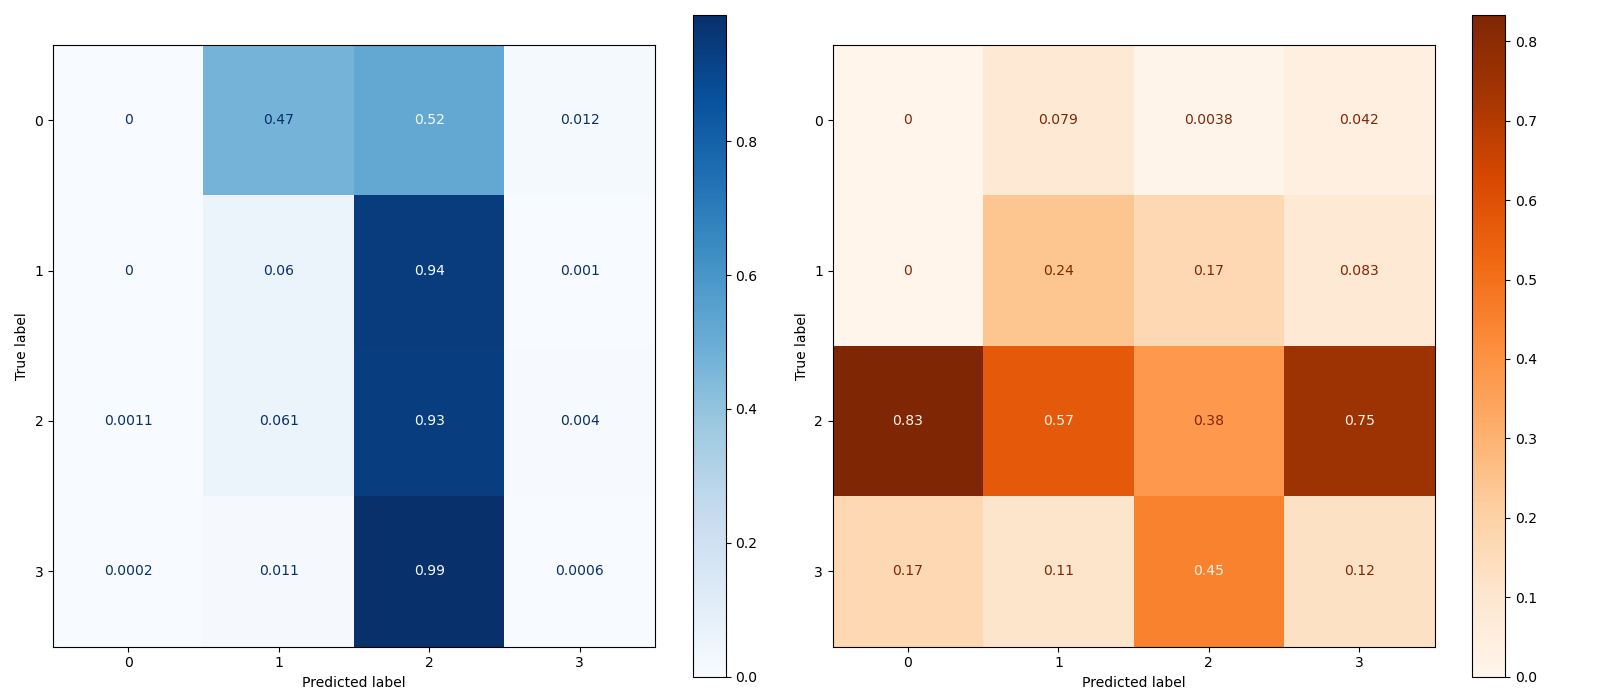 0 0 0.47 0.52 0.012
1 0 0.06 0.94 0.001
2 0.0011 0.061 0.93 0.004
3 0.0002 0.011 0.99 0.0006
0 1 2 3
Predicted label
True label
0.8
0.6
0.4
0.2
0.0
0 0 0.079 0.0038 0.042
1 0 0.24 0.17 0.083
2 0.83 0.57 0.38 0.75
3 0.17 0.11 0.45 0.12
0 1 2 3
Predicted label
True label
0.8
0.7
0.6
0.5
0.4
0.3
0.2
0.1
0.0